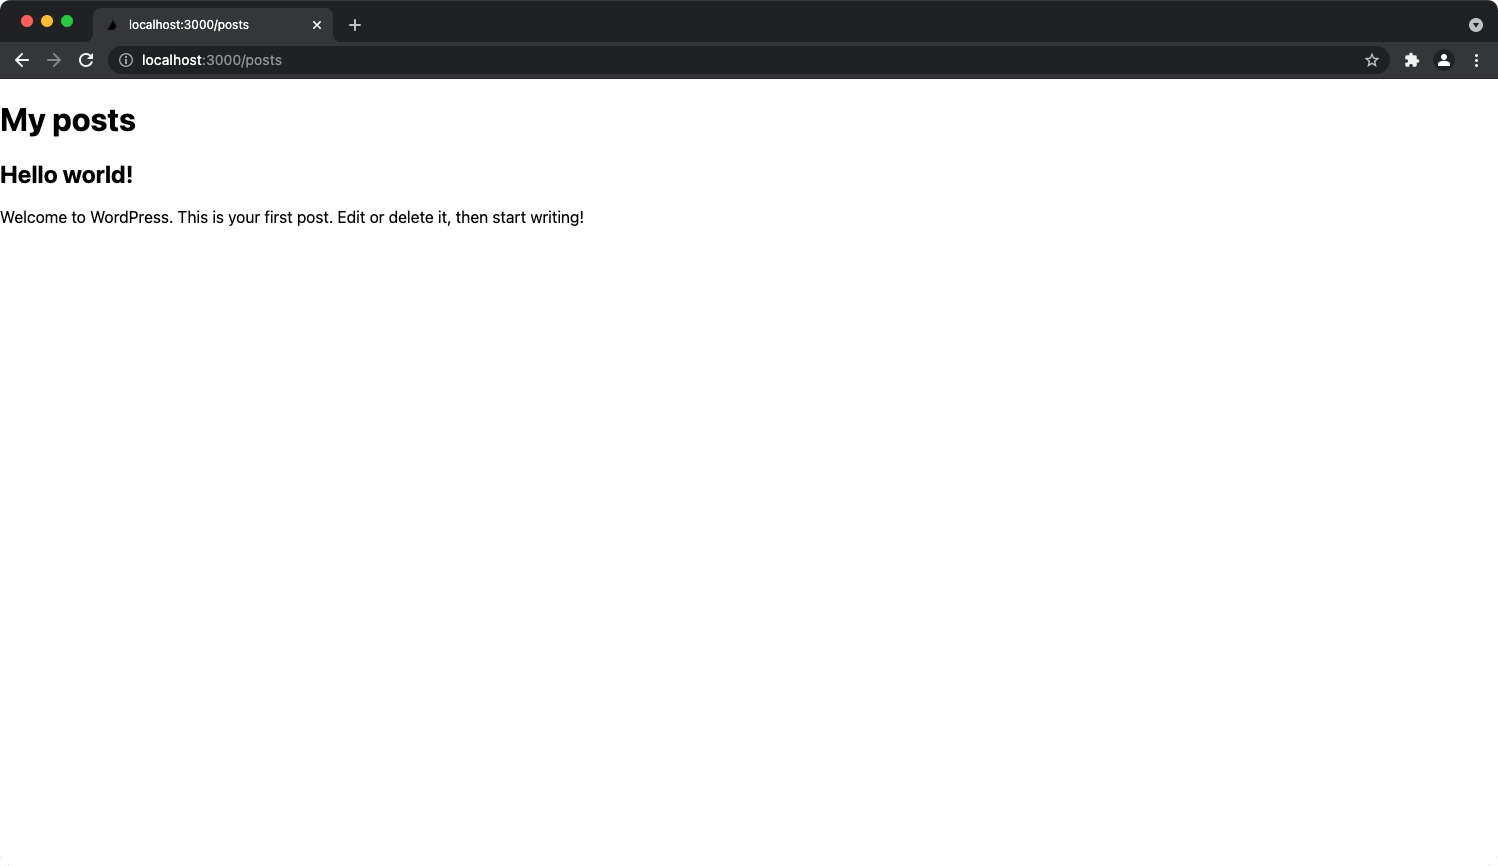 localhost:3000/posts
localhost:3000/posts
My posts
Hello world!
Welcome to WordPress. This is your first post. Edit or delete it, then start writing!